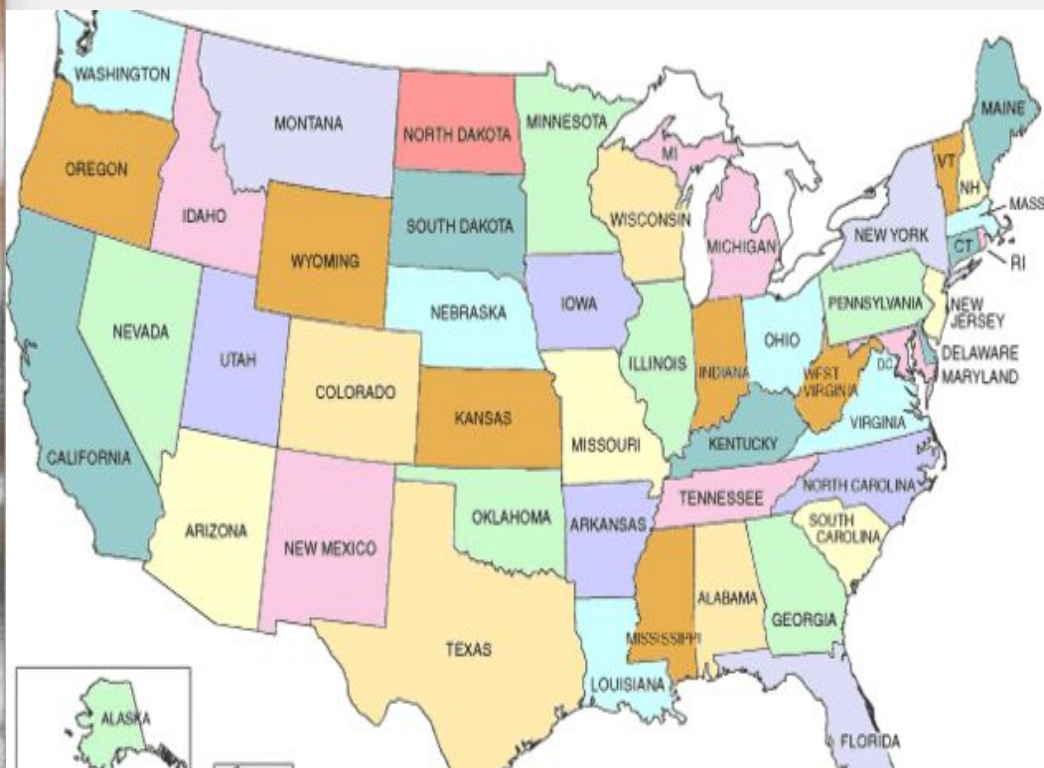 WASHINGTON
MONTANA
NORTH DAKOTA
MINNESOTA
MAINE
OREGON
IDAHO
MI
VT
NH
MASS
WYOMING
SOUTH DAKOTA
WISCONSIN
MICHIGAN
NEW YORK
CT
RI
NEVADA
UTAH
NEBRASKA
IOWA
PENNSYLVANIA
NEW
JERSEY
COLORADO
ILLINOIS
INDIANA
OHIO
DELAWARE
MARYLAND
DC
WEST
VIRGINIA
VIRGINIA
KANSAS
MISSOURI
KENTUCKY
CALIFORNIA
ARIZONA
NEW MEXICO
OKLAHOMA
ARKANSAS
TENNESSEE
NORTH CAROLINA
SOUTH
CAROLINA
TEXAS
MISSISSIPPI
ALABAMA
GEORGIA
LOUISIANA
ALASKA
FLORIDA